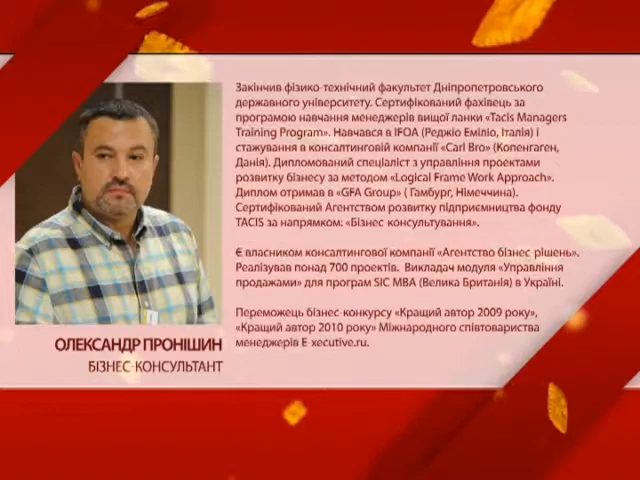 Закінчив фізико-технічний факультет Дніпропетровського
державного університету. Сертифікований фахівець за
програмою навчання менеджерів вищої ланки «Tacis Managers
Training Program». Навчався в IFOA (Реджіо Еміліо, Італія) і
стажування в консалтинговій компанії «Carl Bro» (Копенгаген,
Данія). Дипломований спеціаліст з управління проектами
розвитку бізнесу за методом «Logical Frame Work Approach».
Диплом отримав в «GFA Group» ( Гамбург, Німеччина).
Сертифікований Агентством розвитку підприємництва фонду
TACIS за напрямком: «Бізнес-консультування».
Є власником консалтингової компанії «Агентство бізнес-рішень».
Реалізував понад 700 проектів. Викладач модуля «Управління
продажами» для програм SIC MBA (Велика Британія) в Україні.
Переможець бізнес-конкурсу «Кращий автор 2009 року»,
«Кращий автор 2010 року» Міжнародного співтовариства
менеджерів E-xecutive.ru.
ОЛЕКСАНДР ПРОНІШИН
БІЗНЕС-КОНСУЛЬТАНТ